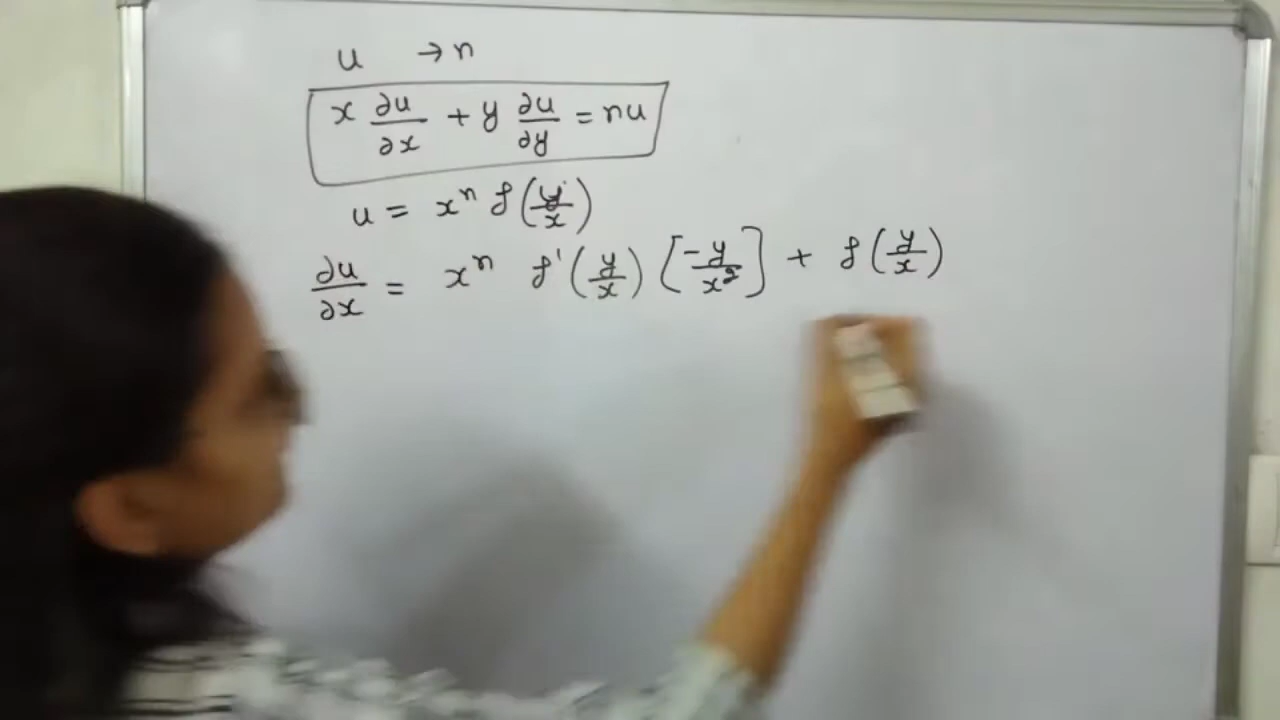 u → n
x ∂u/∂x + y ∂u/∂y = nu
u = xⁿ f(y/x)
∂u/∂x = xⁿ f'(y/x) [-y/x²] + f(y/x)